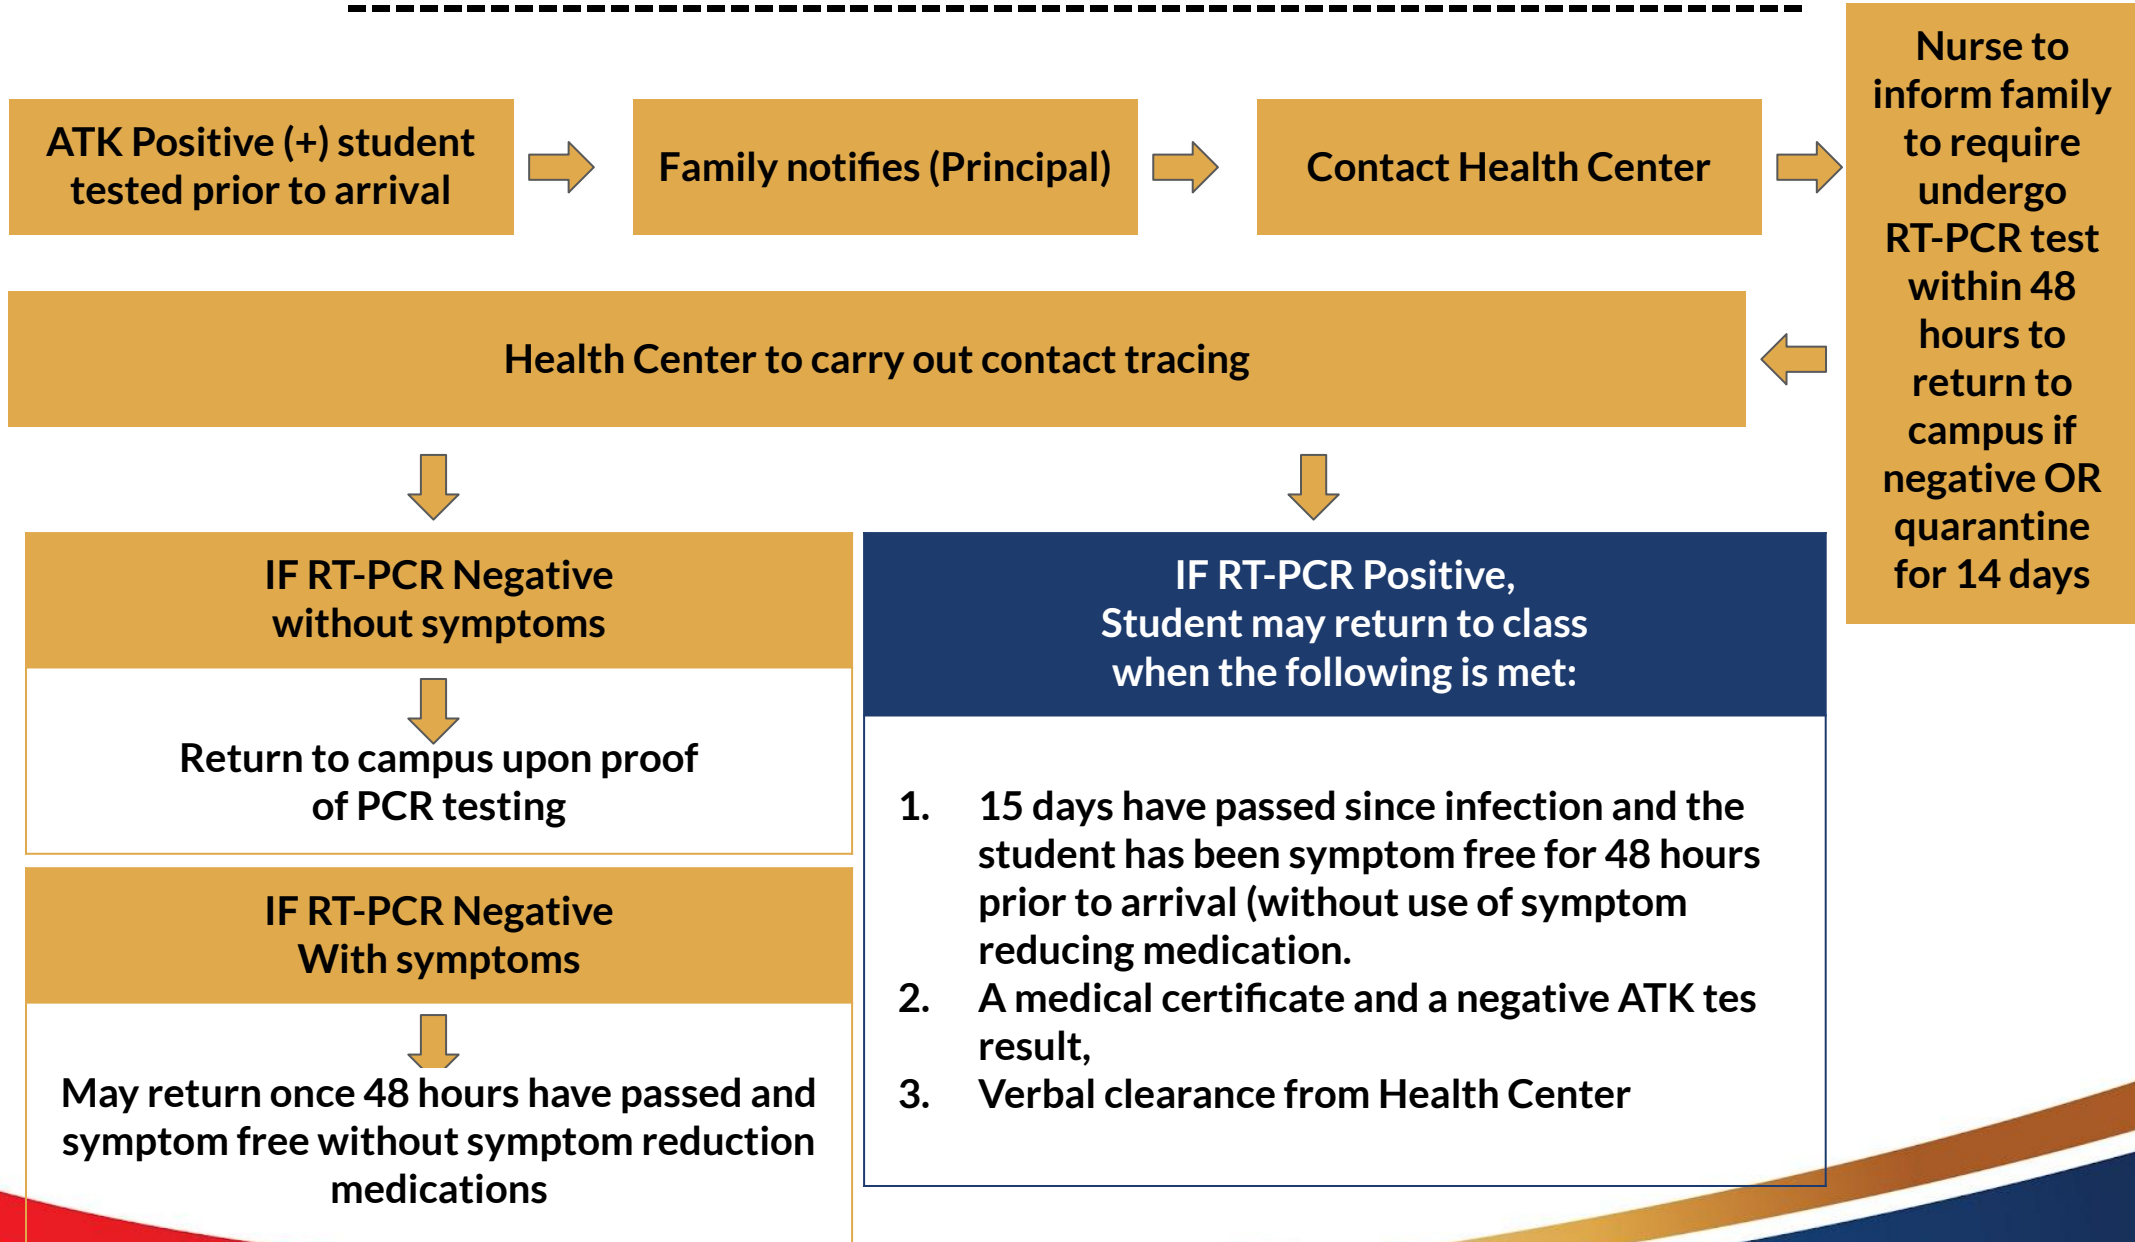 ATK Positive (+) student
tested prior to arrival
Family notifies (Principal)
Contact Health Center
Nurse to
inform family
to require
undergo
RT-PCR test
within 48
hours to
return to
campus if
negative OR
quarantine
for 14 days
Health Center to carry out contact tracing
IF RT-PCR Negative
without symptoms
Return to campus upon proof
of PCR testing
IF RT-PCR Negative
With symptoms
May return once 48 hours have passed and
symptom free without symptom reduction
medications
IF RT-PCR Positive,
Student may return to class
when the following is met:
1. 15 days have passed since infection and the
student has been symptom free for 48 hours
prior to arrival (without use of symptom
reducing medication.
2. A medical certificate and a negative ATK tes
result,
3. Verbal clearance from Health Center